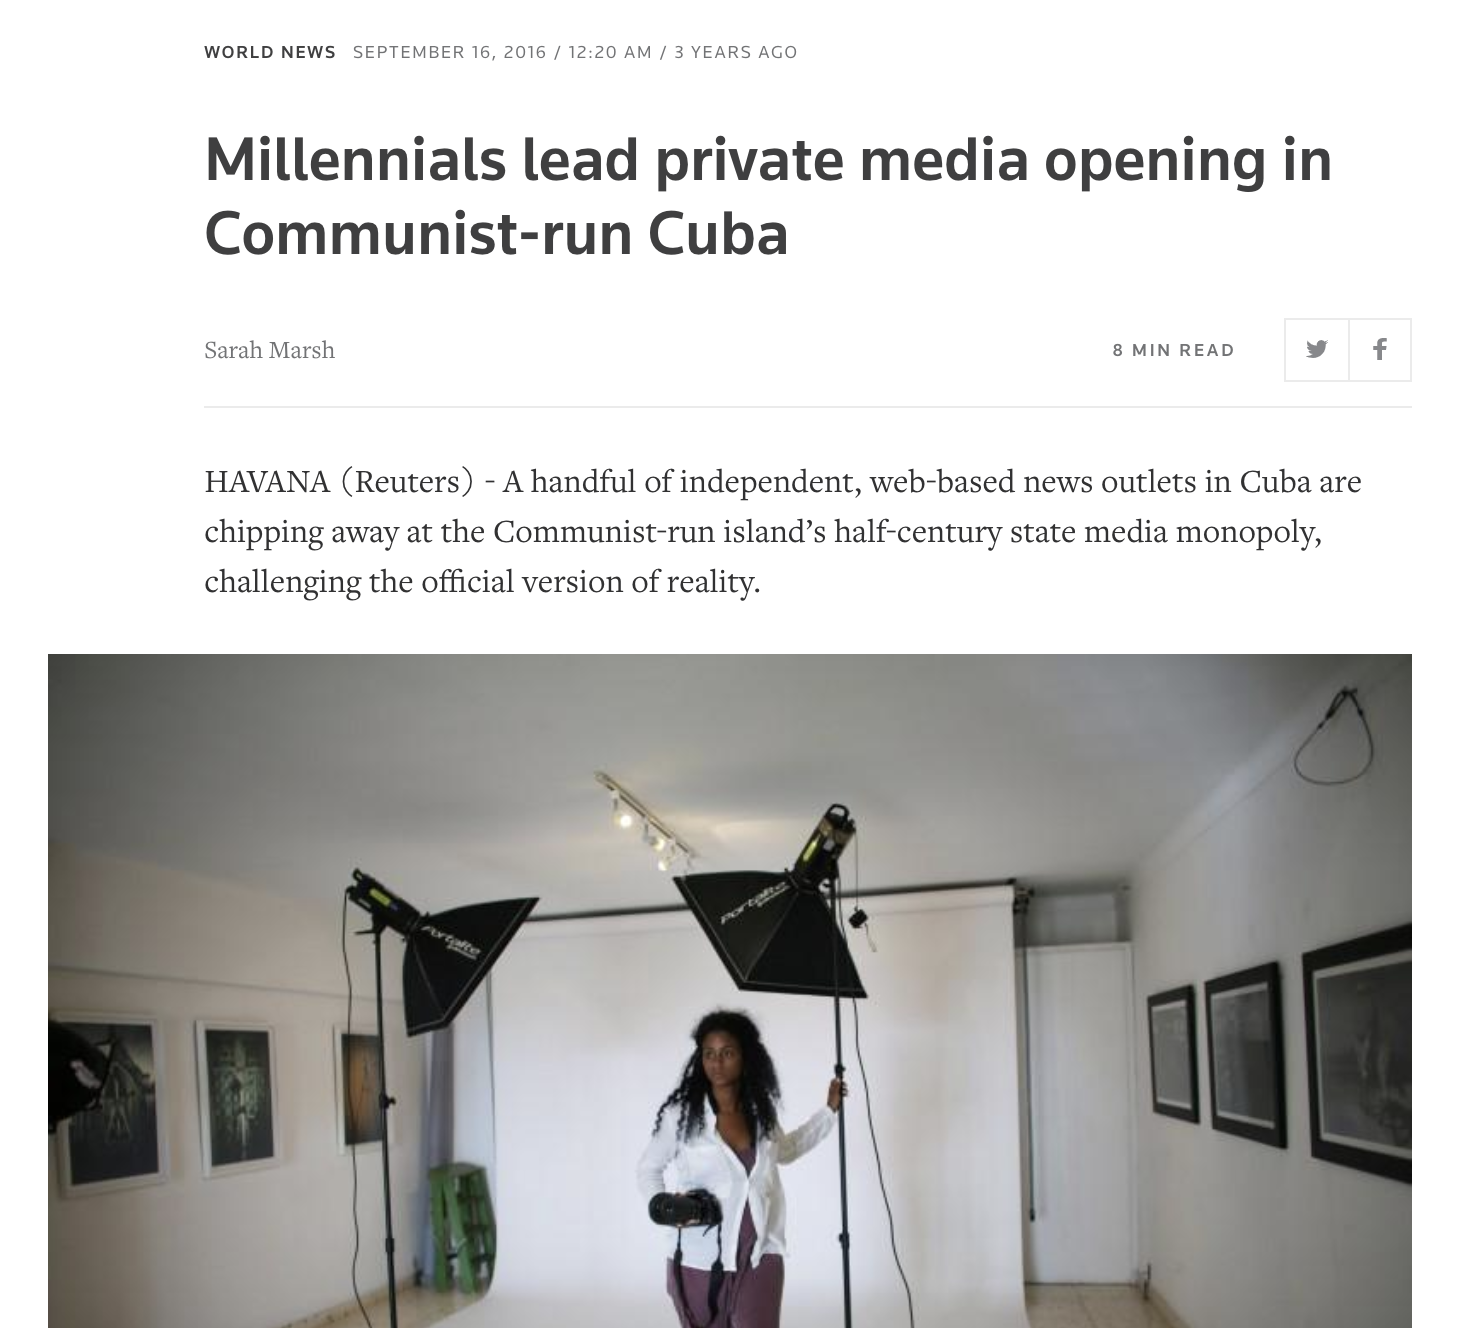 WORLD NEWS SEPTEMBER 16, 2016 / 12:20 AM / 3 YEARS AGO
Millennials lead private media opening in
Communist-run Cuba
Sarah Marsh
8 MIN READ
HAVANA (Reuters) - A handful of independent, web-based news outlets in Cuba are
chipping away at the Communist-run island’s half-century state media monopoly,
challenging the official version of reality.